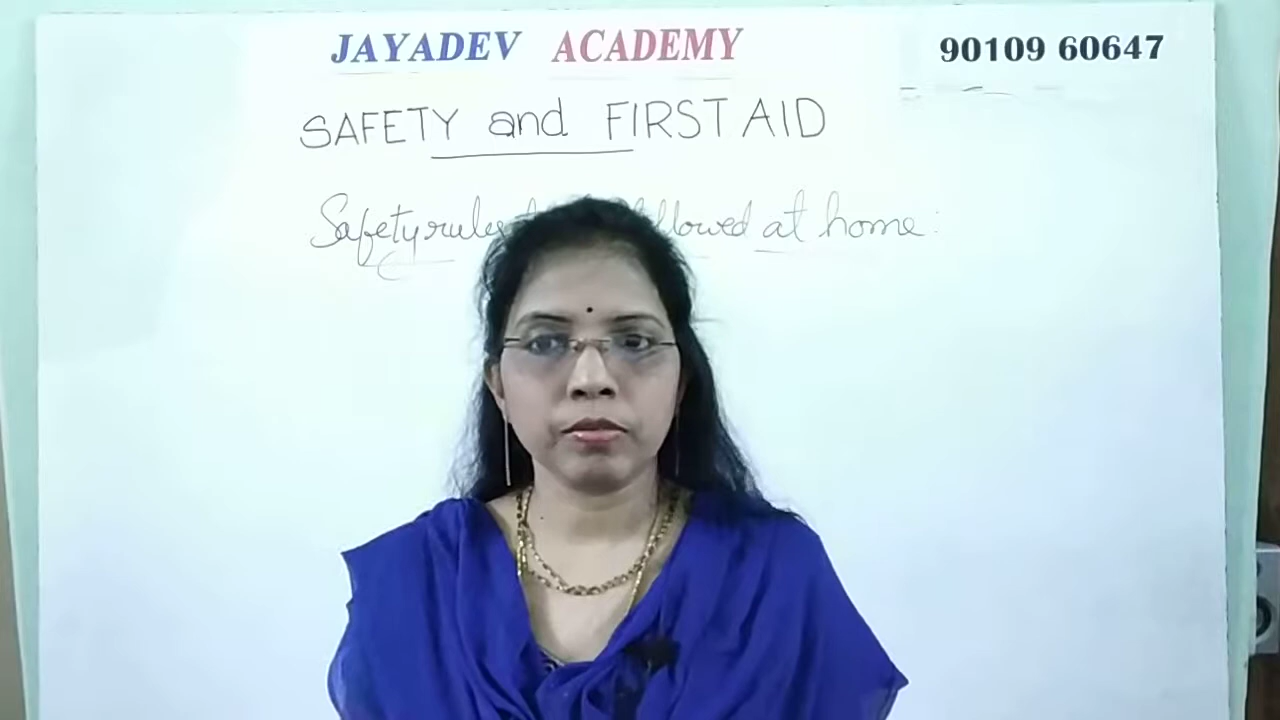 JAYADEV ACADEMY 90109 60647
SAFETY and FIRST AID
Safety rules llowed at home: